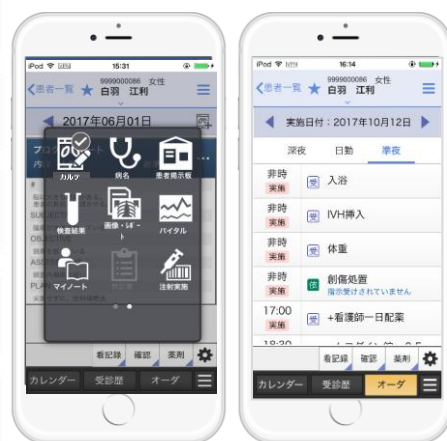 iPod
15:31
患者一覧
9999000086 女性
白羽 江利
2017年06月01日
カルテ
病名
患者掲示板
検査結果
画像・レポート
バイタル
マイノート
注射実施
看記録
確認
薬剤
カレンダー
受診歴
オーダ
iPod
16:14
患者一覧
9999000086 女性
白羽 江利
実施日付：2017年10月12日
深夜
日勤
準夜
非時
実施
受
入浴
非時
実施
受
IVH挿入
非時
実施
受
体重
非時
実施
依
創傷処置
指示受けされていません
17:00
実施
受
+看護師一日配薬
看記録
確認
薬剤
カレンダー
受診歴
オーダ